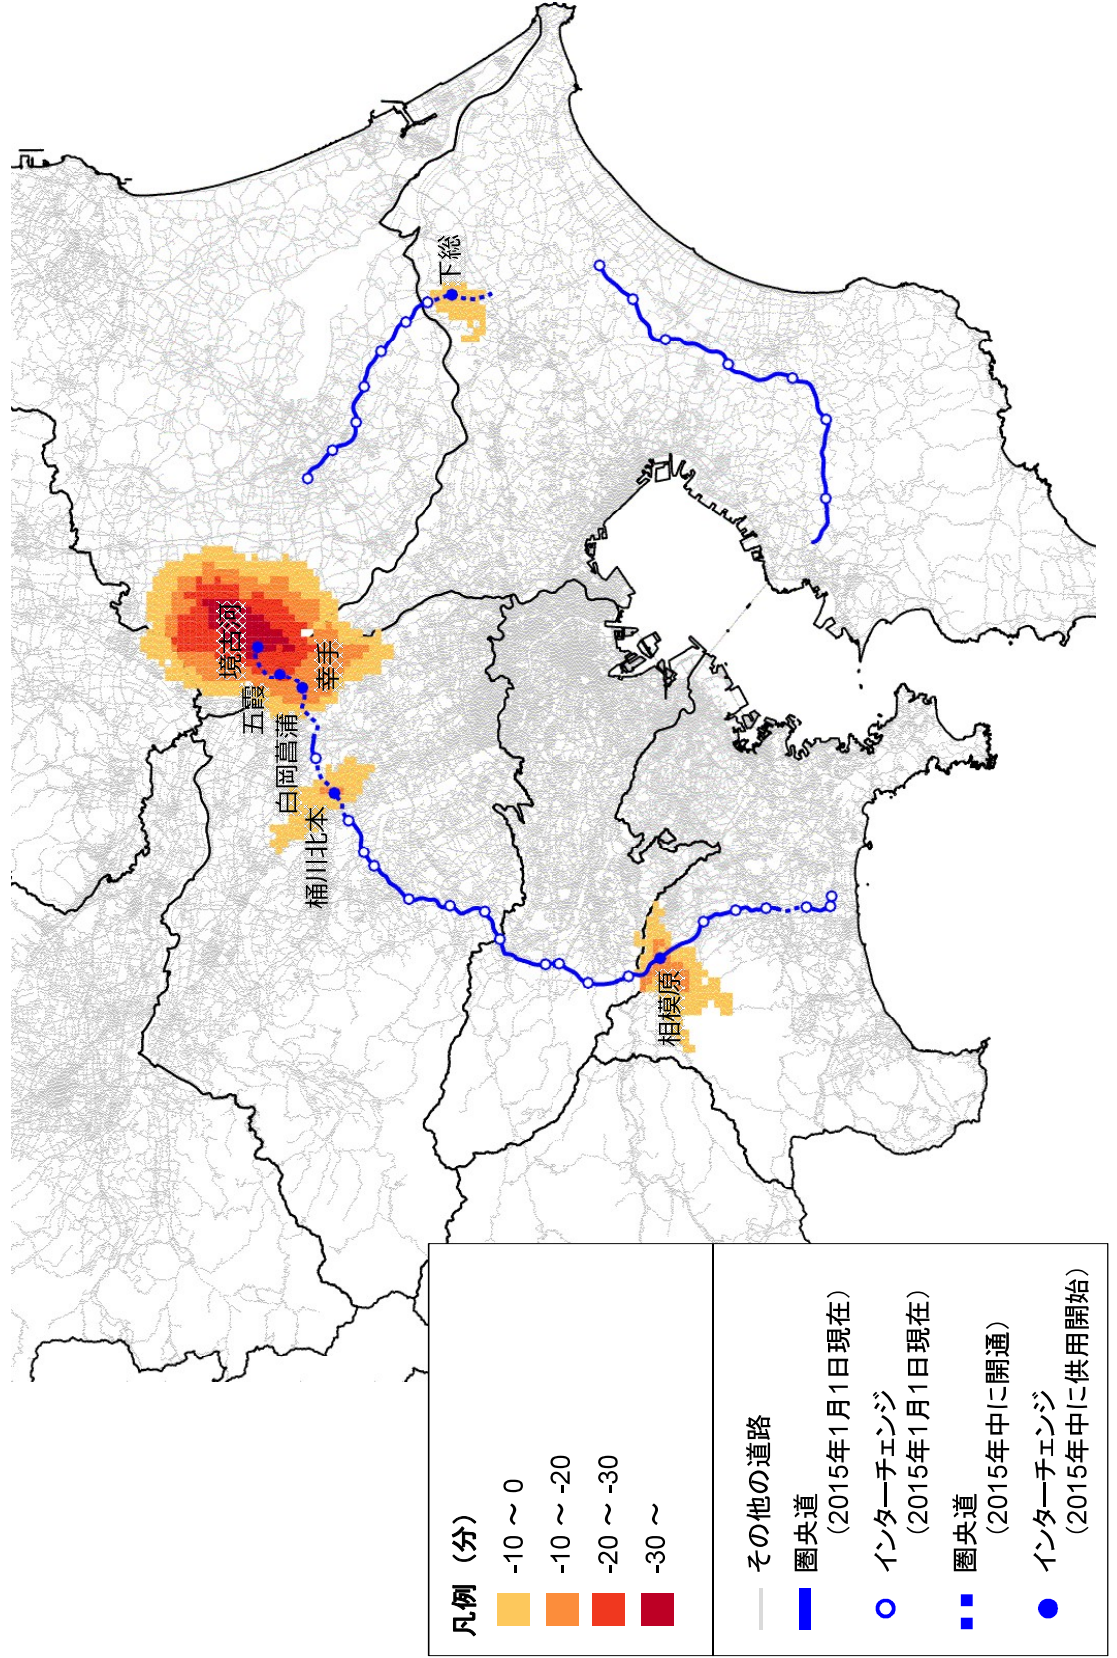 境古河
五霞
幸手
白岡菖蒲
桶川北本
下総
相模原
凡例 (分)
-10 ~ 0
-10 ~ -20
-20 ~ -30
-30 ~
その他の道路
圏央道
(2015年1月1日現在)
インターチェンジ
(2015年1月1日現在)
圏央道
(2015年中に開通)
インターチェンジ
(2015年中に供用開始)